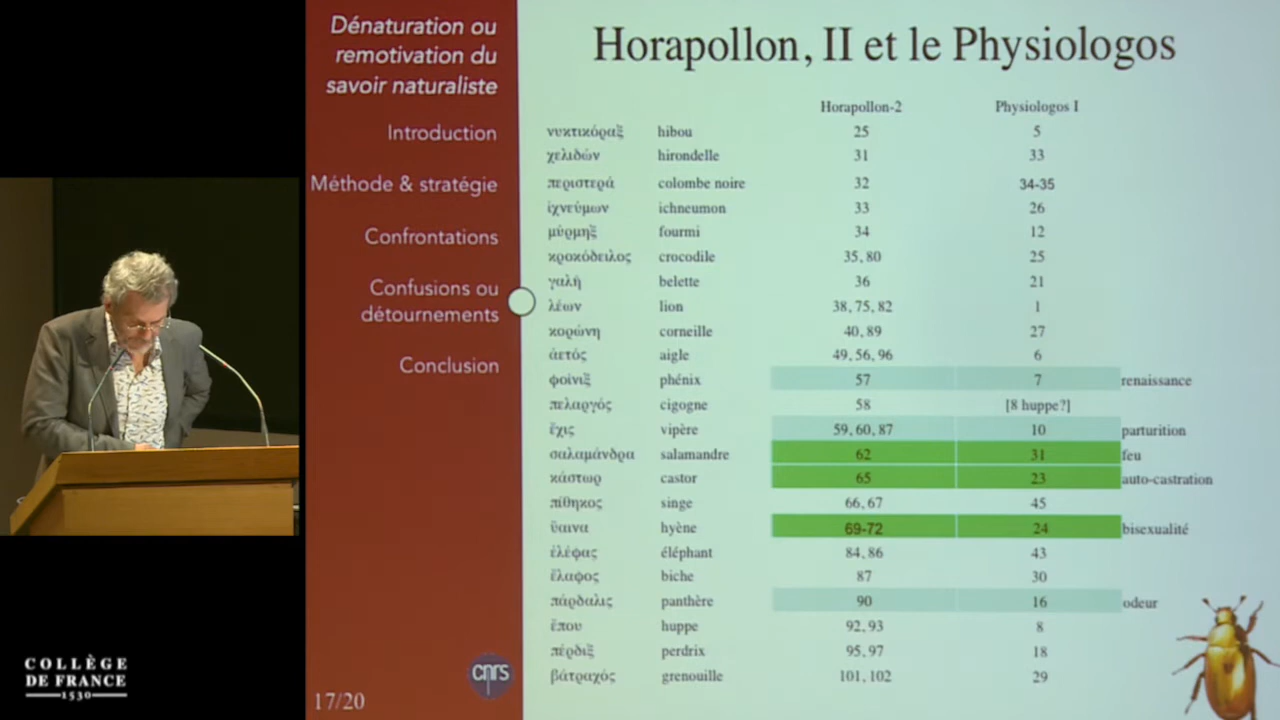 Dénaturation ou
remotivation du
savoir naturaliste
Introduction
Méthode & stratégie
Confrontations
Confusions ou
détournements
Conclusion
17/20
cnrs
COLLÈGE
DE FRANCE
1530
Horapollon, II et le Physiologos
Horapollon-2 Physiologos I
νυκτικόραξ hibou 25 5
χελιδών hirondelle 31 33
περιστερά colombe noire 32 34-35
ἰχνεύμων ichneumon 33 26
μύρμηξ fourmi 34 12
κροκόδειλος crocodile 35, 80 25
γαλῆ belette 36 21
λέων lion 38, 75, 82 1
κορώνη corneille 40, 89 27
ἀετός aigle 49, 56, 96 6
φοίνιξ phénix 57 7 renaissance
πελαργός cigogne 58 [8 huppe?]
ἔχις vipère 59, 60, 87 10 parturition
σαλαμάνδρα salamandre 62 31 feu
κάστωρ castor 65 23 auto-castration
πίθηκος singe 66, 67 45
ὕαινα hyène 69-72 24 bisexualité
ἐλέφας éléphant 84, 86 43
ἔλαφος biche 87 30
πάρδαλις panthère 90 16 odeur
ἔπου huppe 92, 93 8
πέρδιξ perdrix 95, 97 18
βάτραχός grenouille 101, 102 29